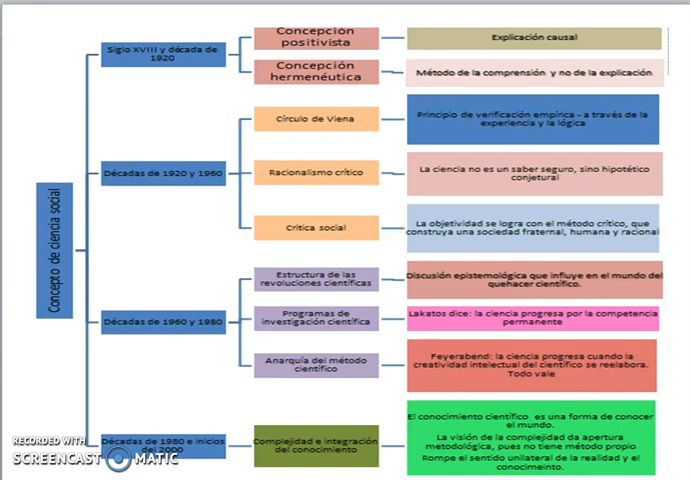 Concepto de ciencia social
Siglo XVIII y década de
1920
Concepción
positivista
Explicación causal
Concepción
hermenéutica
Método de la comprensión y no de la explicación
Décadas de 1920 y 1960
Círculo de Viena
Principio de verificación empírica - a través de la
experiencia y la lógica
Racionalismo crítico
La ciencia no es un saber seguro, sino hipotético
conjetural
Critica social
La objetividad se logra con el método crítico, que
construya una sociedad fraternal, humana y racional
Décadas de 1960 y 1980
Estructura de las
revoluciones científicas
Discusión epistemológica que influye en el mundo del
quehacer científico.
Programas de
investigación científica
Lakatos dice: la ciencia progresa por la competencia
permanente
Anarquía del método
científico
Feyerabend: la ciencia progresa cuando la
creatividad intelectual del científico se reelabora.
Todo vale
Décadas de 1980 e inicios
del 2000
Complejidad e integración
del conocimiento
El conocimiento científico es una forma de conocer
el mundo.
La visión de la complejidad da apertura
metodológica, pues no tiene método propio
Rompe el sentido unilateral de la realidad y el
conocimeinto.
RECORDED WITH
SCREENCAST MATIC